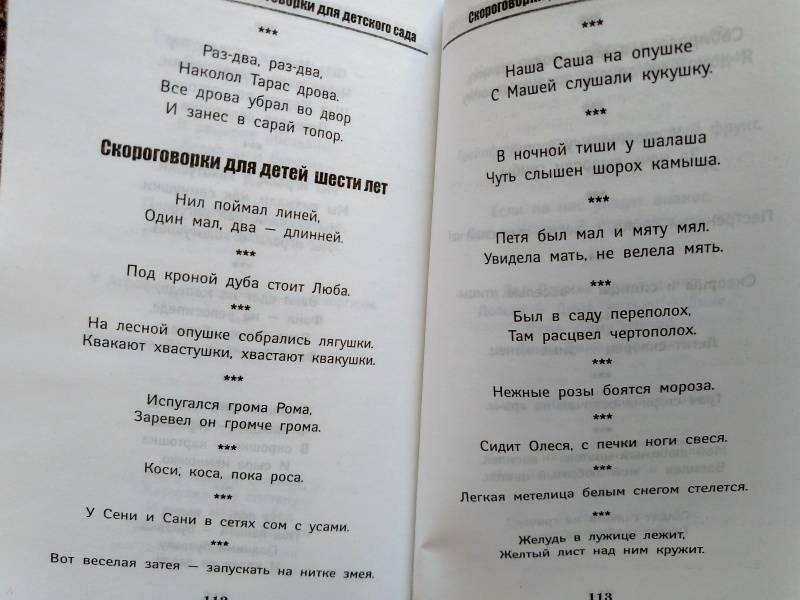 оворки для детского сада
***
Раз-два, раз-два,
Наколол Тарас дрова.
Все дрова убрал во двор
И занес в сарай топор.
Скороговорки для детей шести лет
Нил поймал линей,
Один мал, два — длинней.
***
Под кроной дуба стоит Люба.
***
На лесной опушке собрались лягушки.
Квакают хвастушки, хвастают квакушки.
***
Испугался грома Рома,
Заревел он громче грома.
***
Коси, коса, пока роса.
***
У Сени и Сани в сетях сом с усами.
***
Вот веселая затея — запускать на нитке змея.
112
Скороговорки
***
Наша Саша на опушке
С Машей слушали кукушку.
***
В ночной тиши у шалаша
Чуть слышен шорох камыша.
***
Петя был мал и мяту мял.
Увидела мать, не велела мять.
***
Был в саду переполох,
Там расцвел чертополох.
***
Нежные розы боятся мороза.
***
Сидит Олеся, с печки ноги свеся.
***
Легкая метелица белым снегом стелется.
***
Желудь в лужице лежит,
Желтый лист над ним кружит.
113